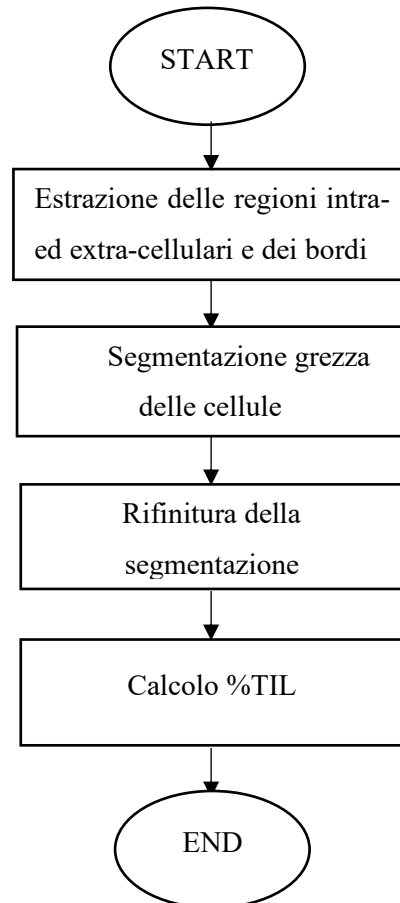 START
Estrazione delle regioni intra-
ed extra-cellulari e dei bordi
Segmentazione grezza
delle cellule
Rifinitura della
segmentazione
Calcolo %TIL
END